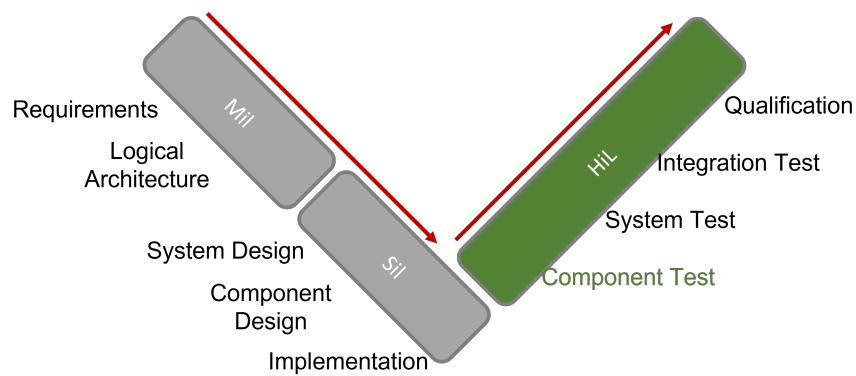 Mil
Requirements
Logical
Architecture
System Design
Sil
Component
Design
Implementation
HiL
Qualification
Integration Test
System Test
Component Test